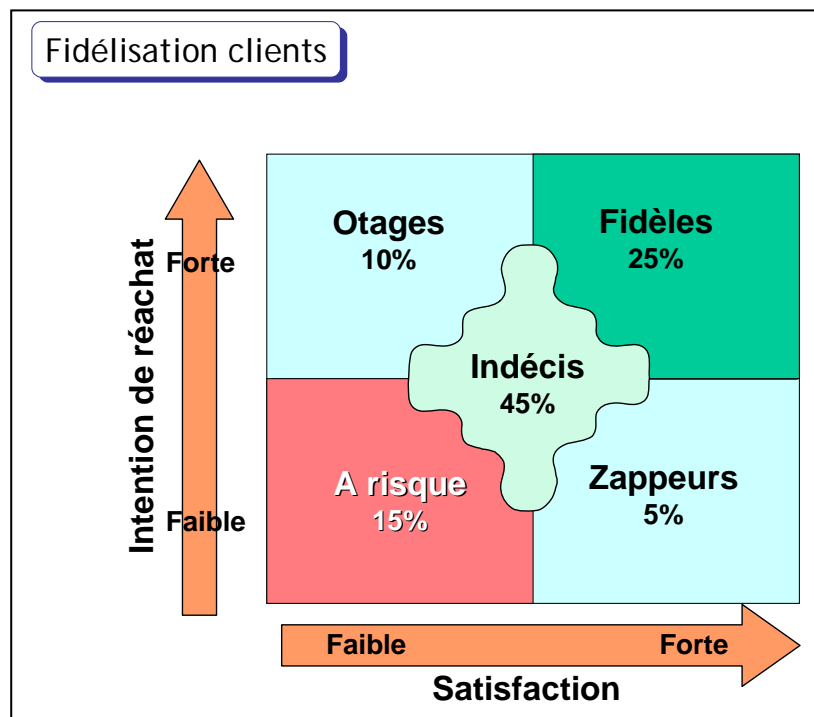 Fidélisation clients
Otages
10%
Fidèles
25%
Forte
Intention de réachat
Indécis
45%
A risque
15%
Zappeurs
5%
Faible
Faible
Forte
Satisfaction